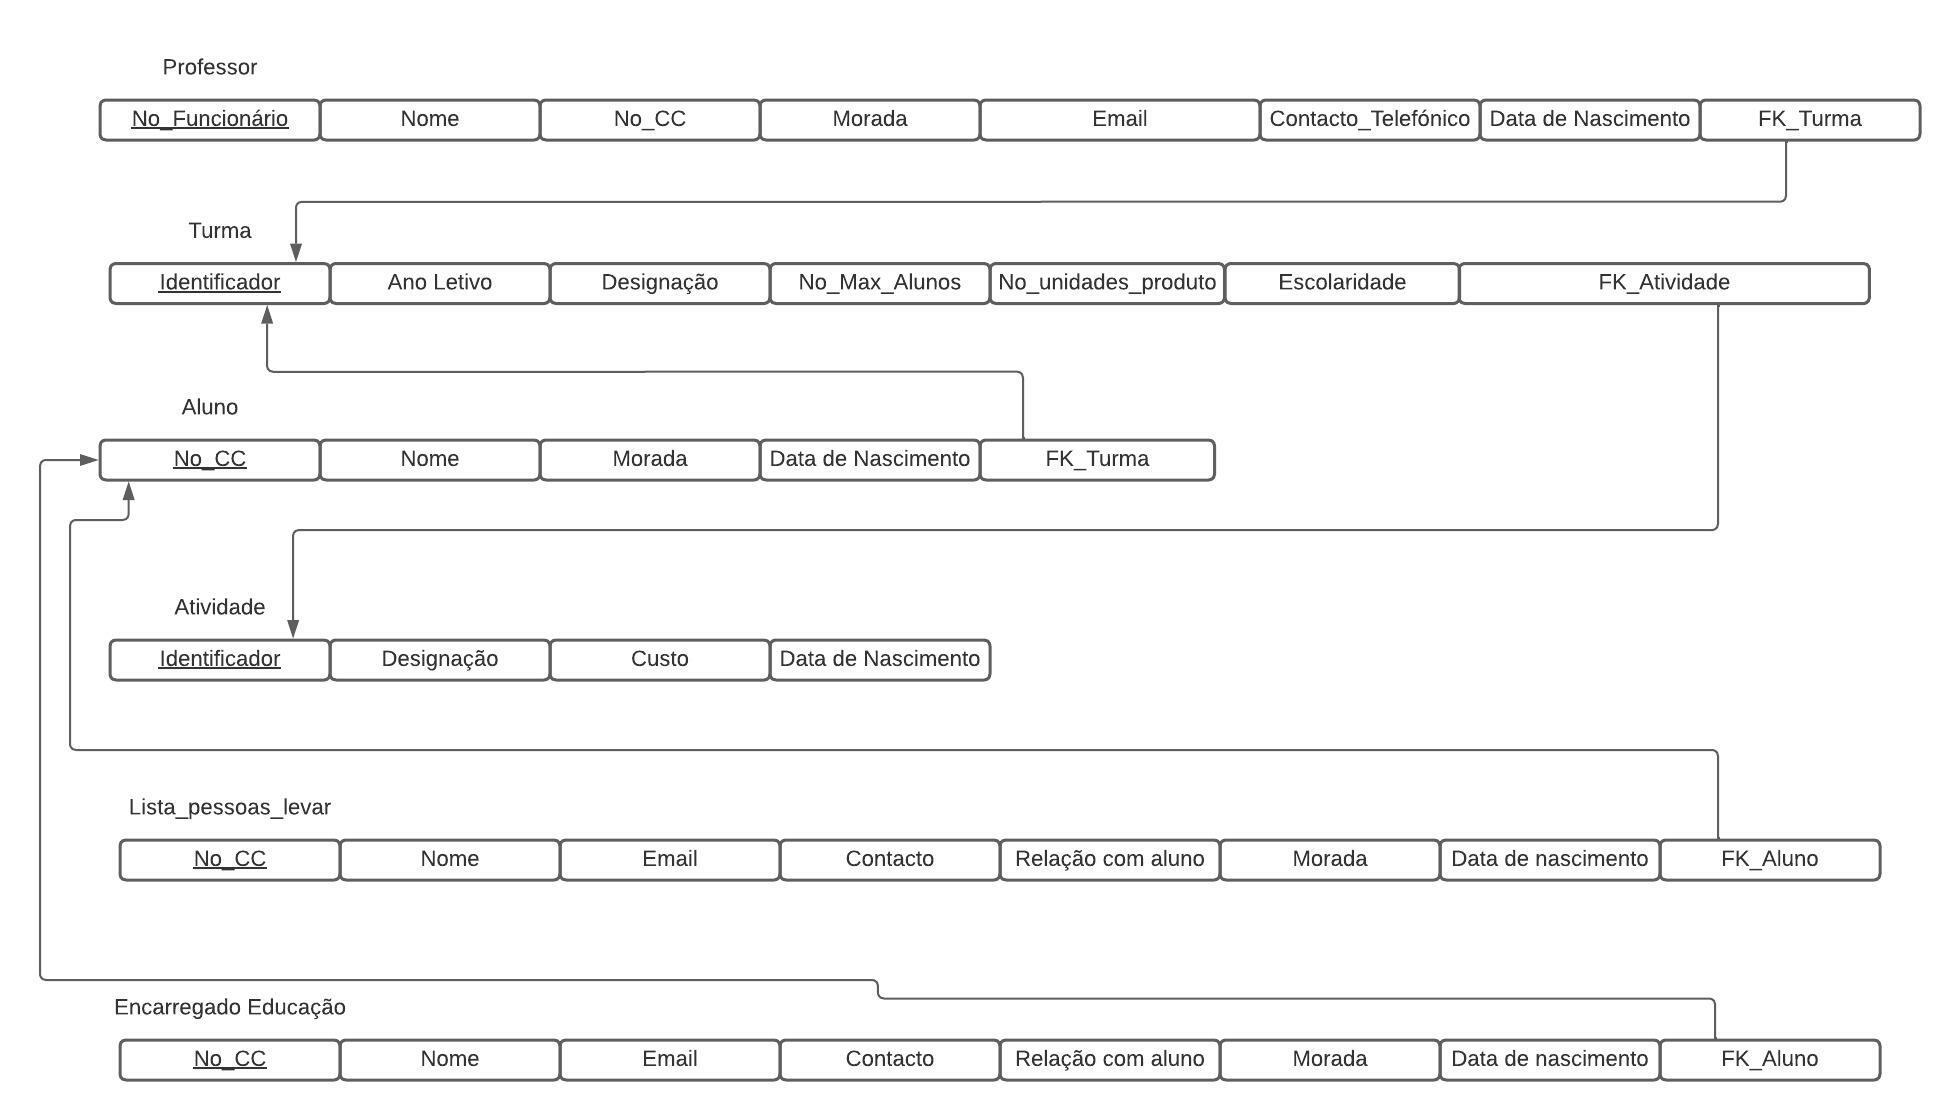 Professor
No_Funcionário Nome No_CC Morada Email Contacto_Telefónico Data de Nascimento FK_Turma
Turma
Identificador Ano Letivo Designação No_Max_Alunos No_unidades_produto Escolaridade FK_Atividade
Aluno
No_CC Nome Morada Data de Nascimento FK_Turma
Atividade
Identificador Designação Custo Data de Nascimento
Lista_pessoas_levar
No_CC Nome Email Contacto Relação com aluno Morada Data de nascimento FK_Aluno
Encarregado Educação
No_CC Nome Email Contacto Relação com aluno Morada Data de nascimento FK_Aluno